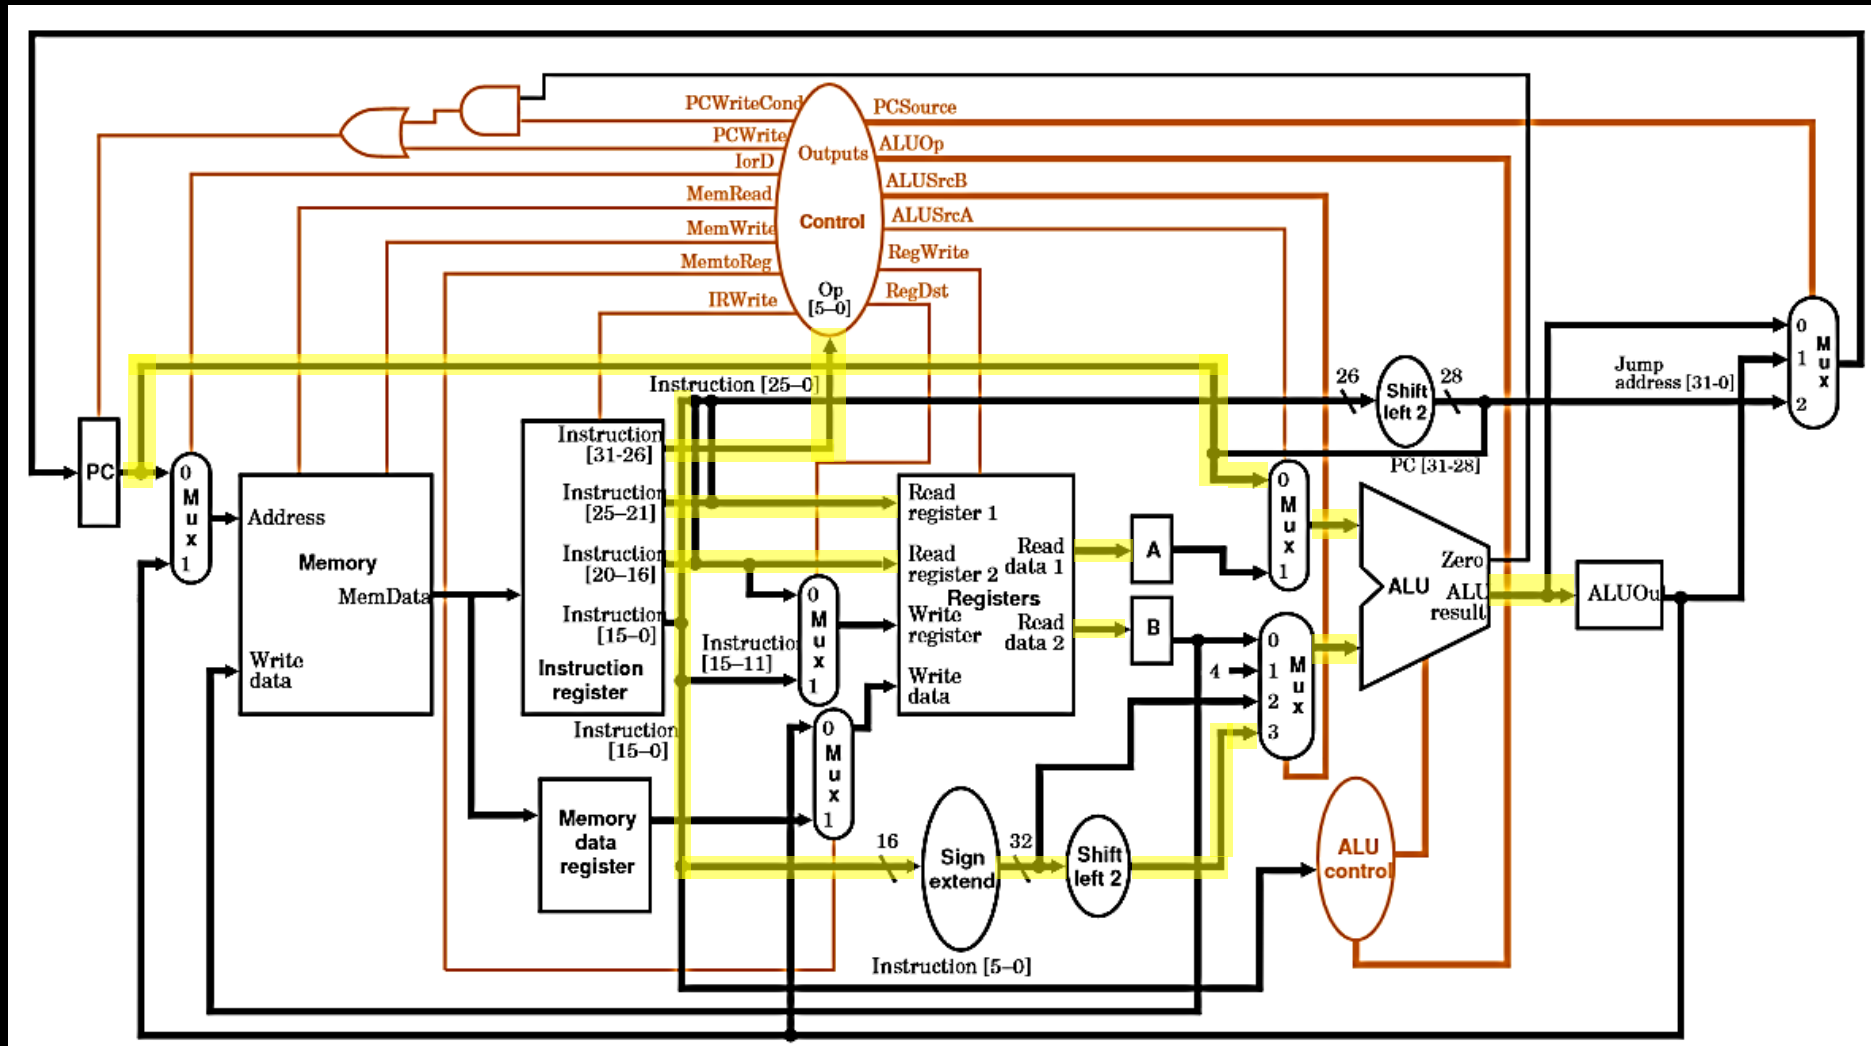 PCWriteCond
PCWrite
IorD
MemRead
MemWrite
MemtoReg
IRWrite
Outputs
Control
Op
[5–0]
PCSource
ALUOp
ALUSrcB
ALUSrcA
RegWrite
RegDst
Instruction [25–0]
26
Shift
left 2
28
Jump
address [31-0]
0
1
2
M
u
x
PC [31-28]
PC
0
M
u
x
1
Address
Memory
MemData
Write
data
Instruction
[31-26]
Instruction
[25–21]
Instruction
[20–16]
Instruction
[15–0]
Instruction
register
Instruction
[15–11]
Instruction
[15–0]
0
M
u
x
1
Read
register 1
Read
register 2
Registers
Write
register
Write
data
Read
data 1
Read
data 2
A
B
0
M
u
x
1
4
0
1
2
3
M
u
x
Zero
ALU
ALU
result
ALUOu
Memory
data
register
0
M
u
x
1
16
Sign
extend
32
Shift
left 2
ALU
control
Instruction [5–0]